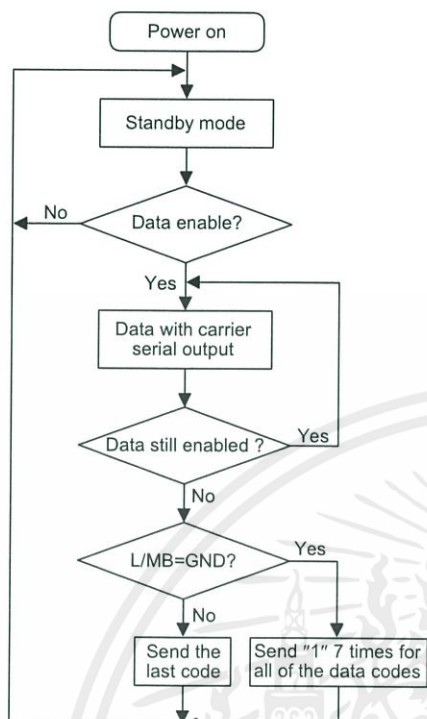 Power on
Standby mode
No
Data enable?
Yes
Data with carrier
serial output
Data still enabled ?
Yes
No
L/MB=GND?
Yes
No
Send the
last code
Send "1" 7 times for
all of the data codes